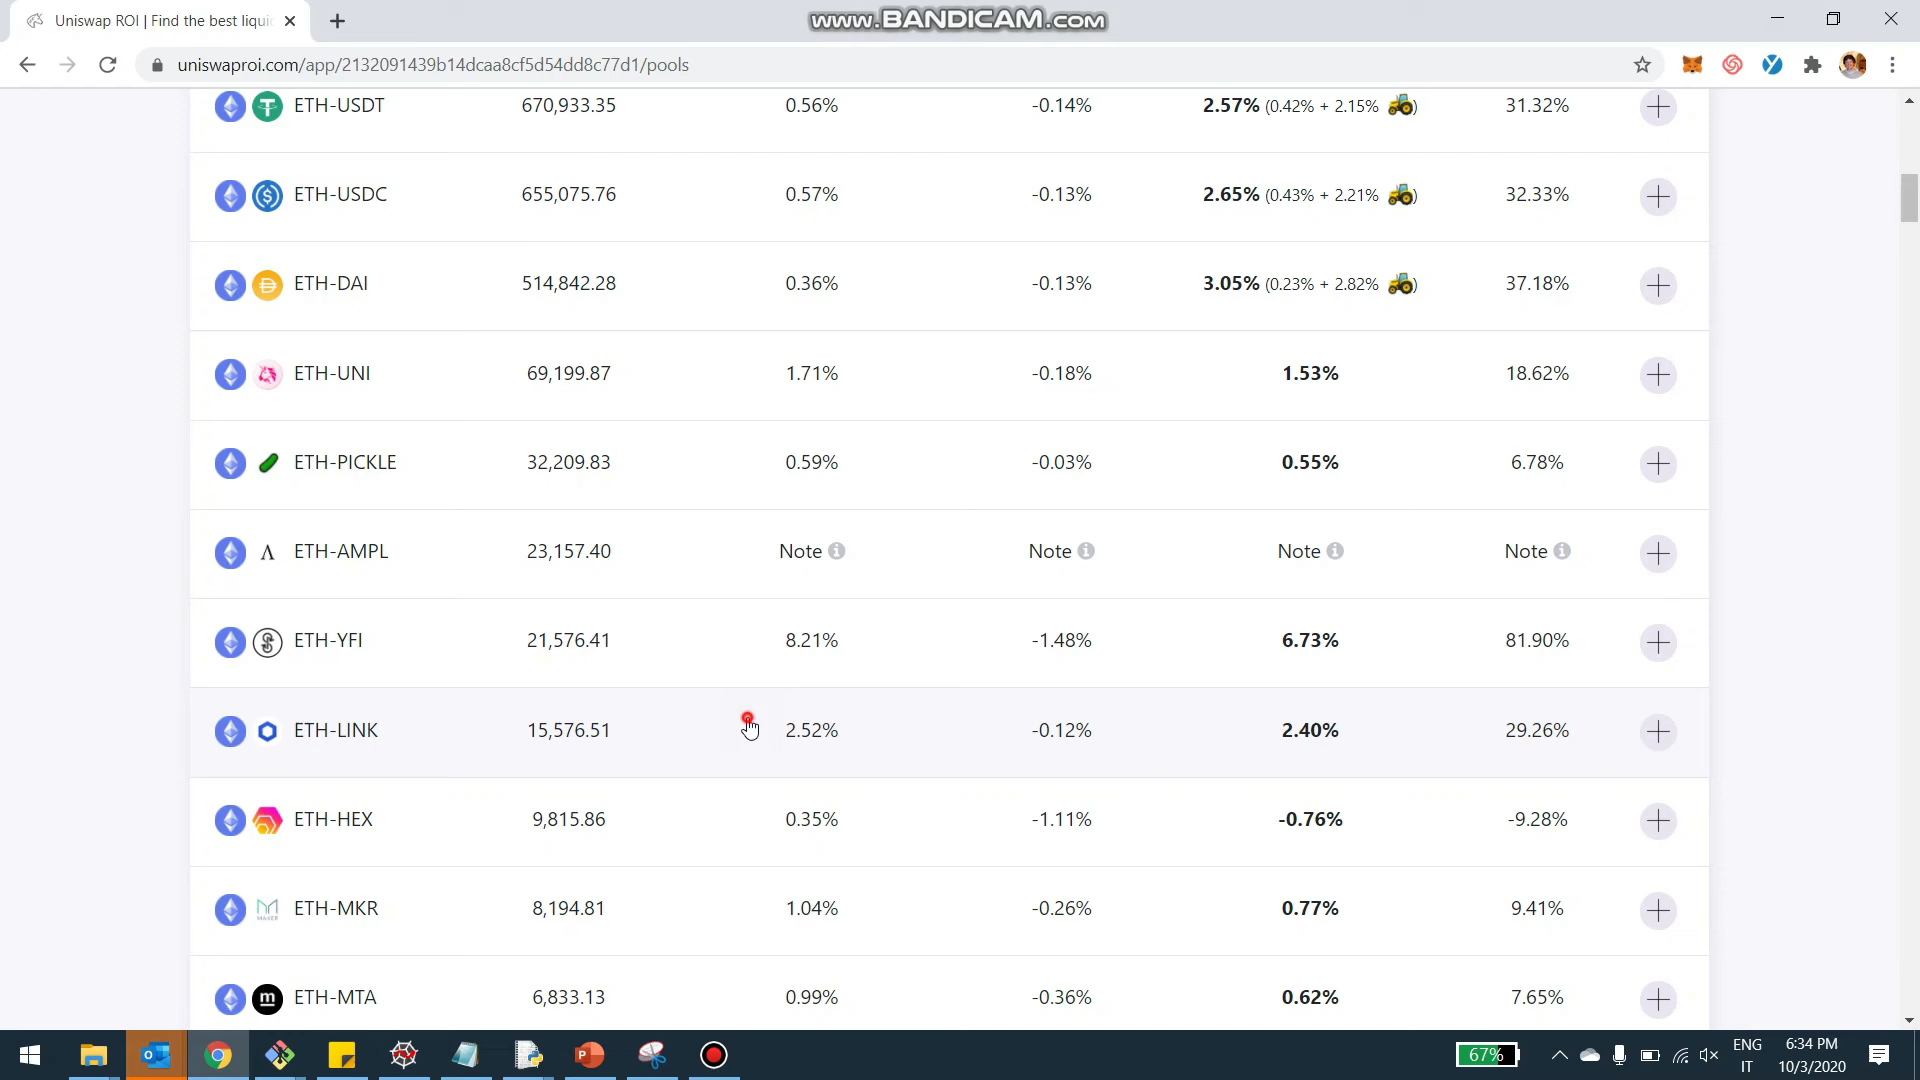 Uniswap ROI | Find the best liquid
www.BANDICAM.com
uniswaproi.com/app/2132091439b14dcaa8cf5d54dd8c77d1/pools
ETH-USDT 670,933.35 0.56% -0.14% 2.57% (0.42% + 2.15% ) 31.32%
ETH-USDC 655,075.76 0.57% -0.13% 2.65% (0.43% + 2.21% ) 32.33%
ETH-DAI 514,842.28 0.36% -0.13% 3.05% (0.23% + 2.82% ) 37.18%
ETH-UNI 69,199.87 1.71% -0.18% 1.53% 18.62%
ETH-PICKLE 32,209.83 0.59% -0.03% 0.55% 6.78%
ETH-AMPL 23,157.40 Note Note Note Note
ETH-YFI 21,576.41 8.21% -1.48% 6.73% 81.90%
ETH-LINK 15,576.51 2.52% -0.12% 2.40% 29.26%
ETH-HEX 9,815.86 0.35% -1.11% -0.76% -9.28%
MAKER ETH-MKR 8,194.81 1.04% -0.26% 0.77% 9.41%
m ETH-MTA 6,833.13 0.99% -0.36% 0.62% 7.65%
67% ENG 6:34 PM
IT 10/3/2020